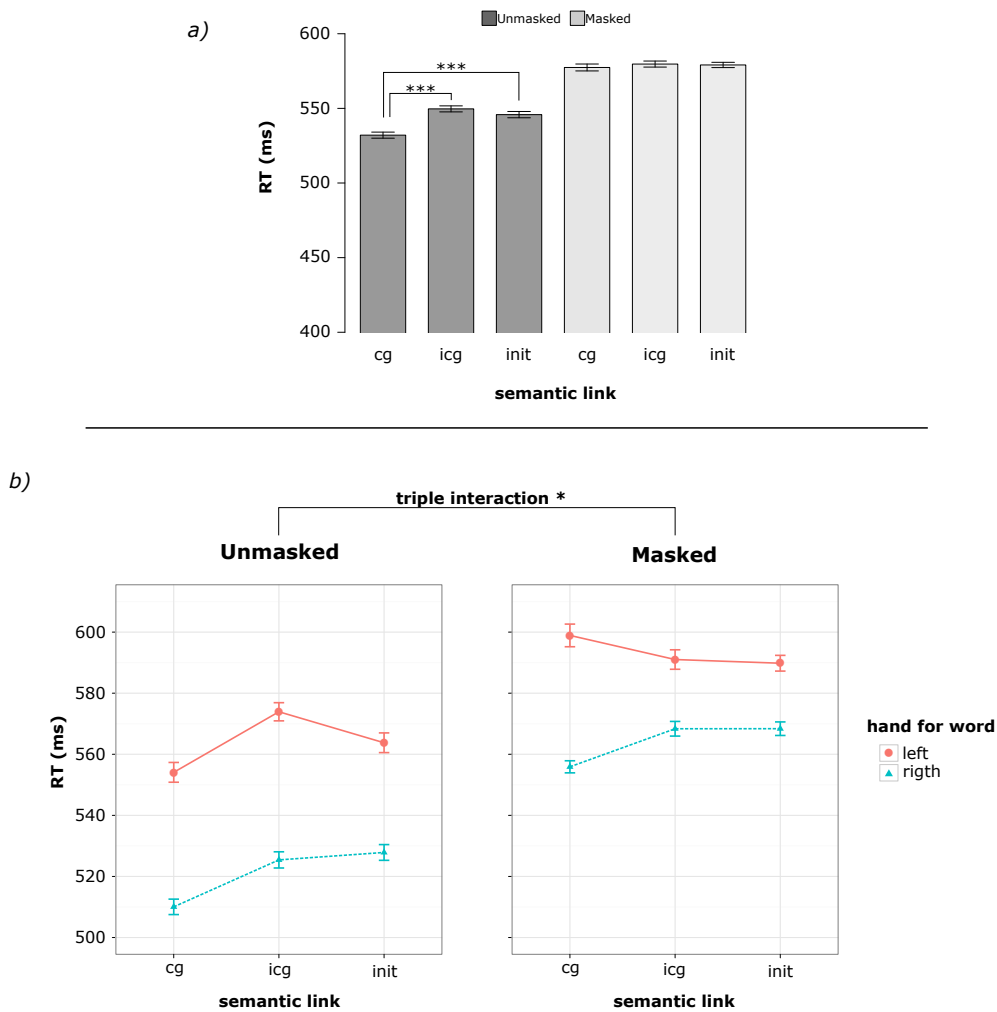 a)
Unmasked Masked
600
550
500
450
400
RT (ms)
***
***
cg icg init cg icg init
semantic link
b)
triple interaction *
Unmasked Masked
600
580
560
540
520
500
RT (ms)
cg icg init cg icg init
semantic link semantic link
hand for word
left
rigth